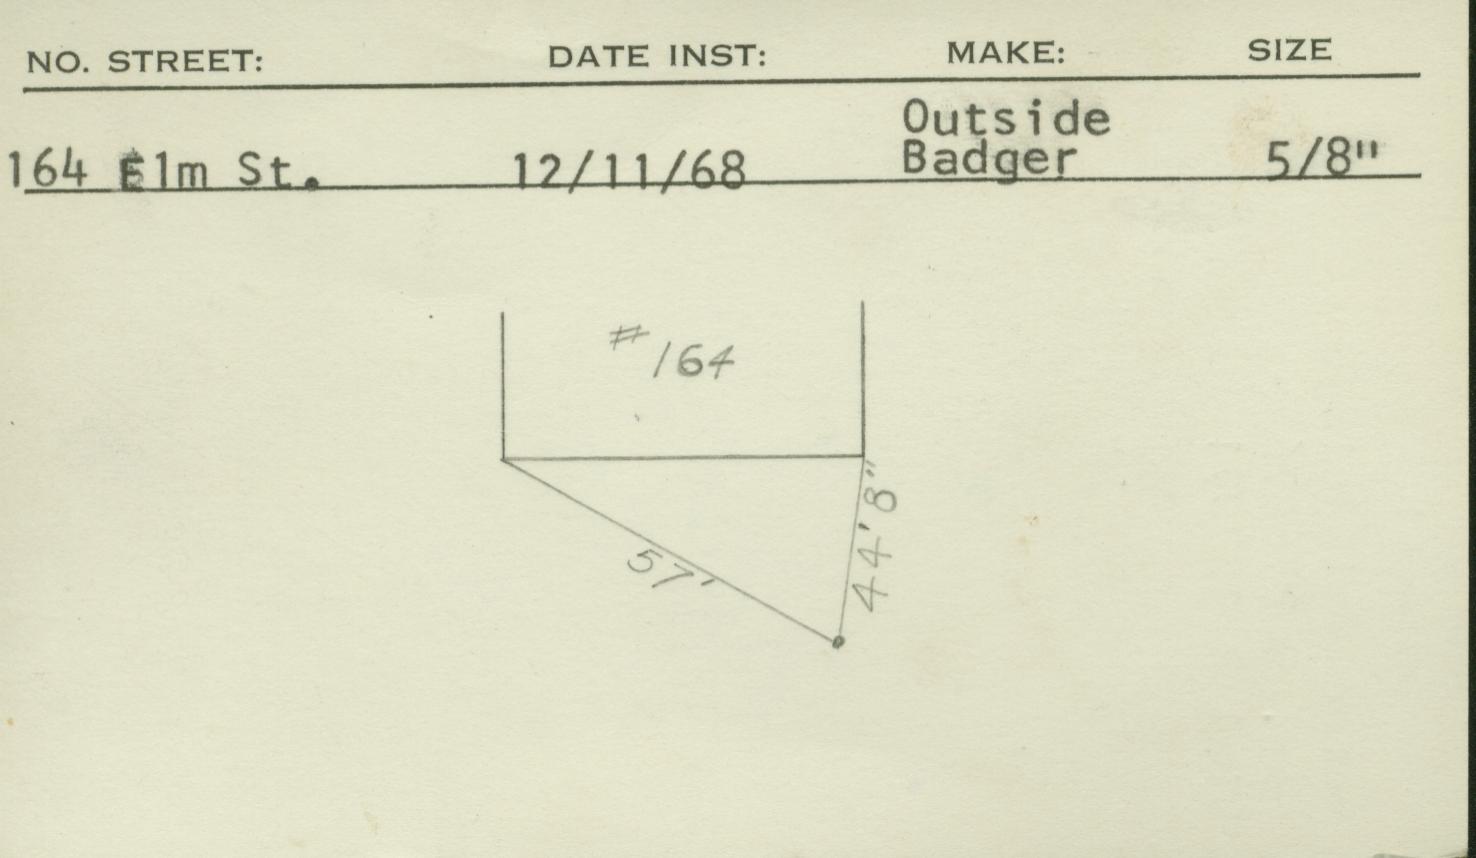 NO. STREET: DATE INST: MAKE: SIZE
Outside
164 Elm St. 12/11/68 Badger 5/8"
# 164
44'8"
57'